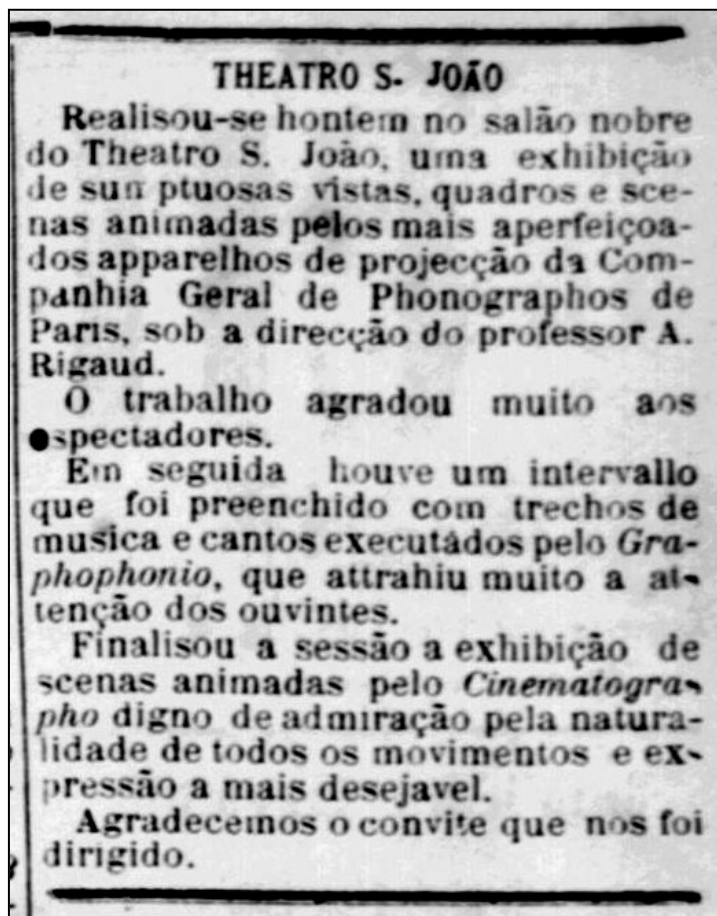 THEATRO S. JOÃO
Realisou-se hontem no salão nobre
do Theatro S. João, uma exhibição
de sumptuosas vistas, quadros e sce-
nas animadas pelos mais aperfeiçoa-
dos apparelhos de projecção da Com-
panhia Geral de Phonographos de
Paris, sob a direcção do professor A.
Rigaud.
O trabalho agradou muito aos
espectadores.
Em seguida houve um intervallo
que foi preenchido com trechos de
musica e cantos executádos pelo Gra-
phophonio, que attrahiu muito a at-
tenção dos ouvintes.
Finalisou a sessão a exhibição de
scenas animadas pelo Cinematogra-
pho digno de admiração pela natura-
lidade de todos os movimentos e ex-
pressão a mais desejavel.
Agradecemos o convite que nos foi
dirigido.